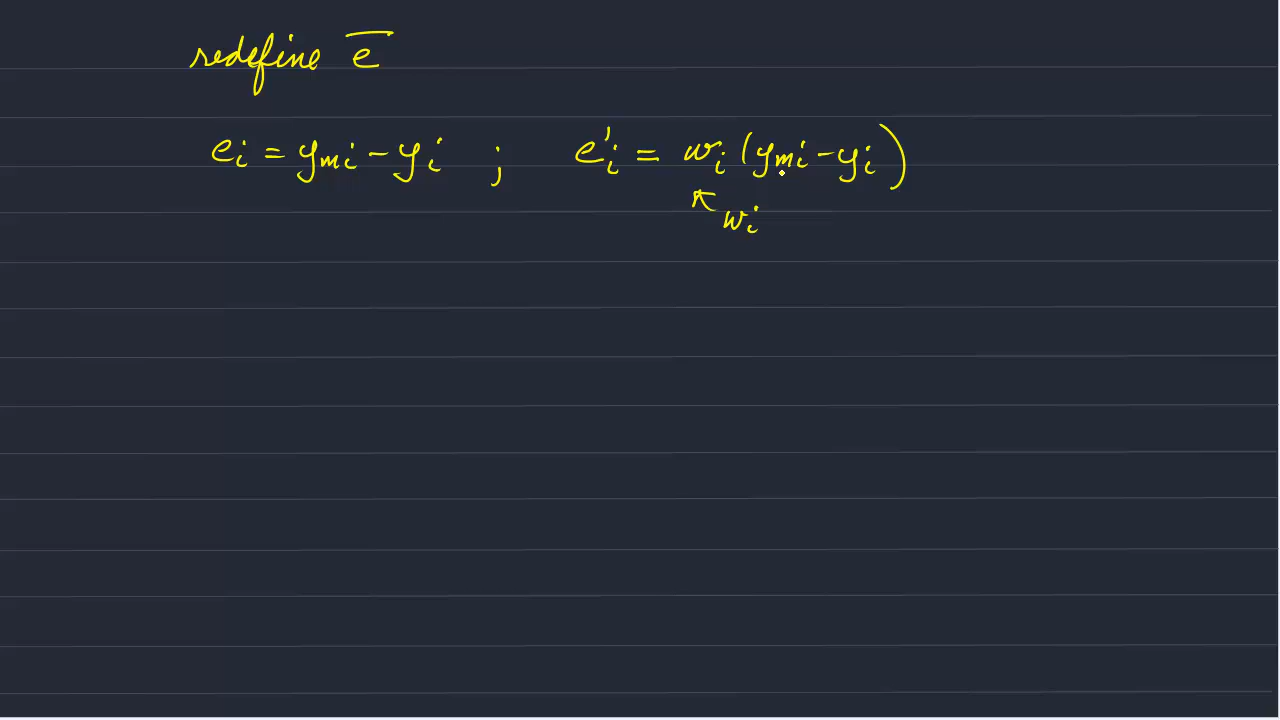 redefine e̅
eᵢ = yₘᵢ - yᵢ ; e'ᵢ = wᵢ (yₘᵢ - yᵢ)
↖ wᵢ